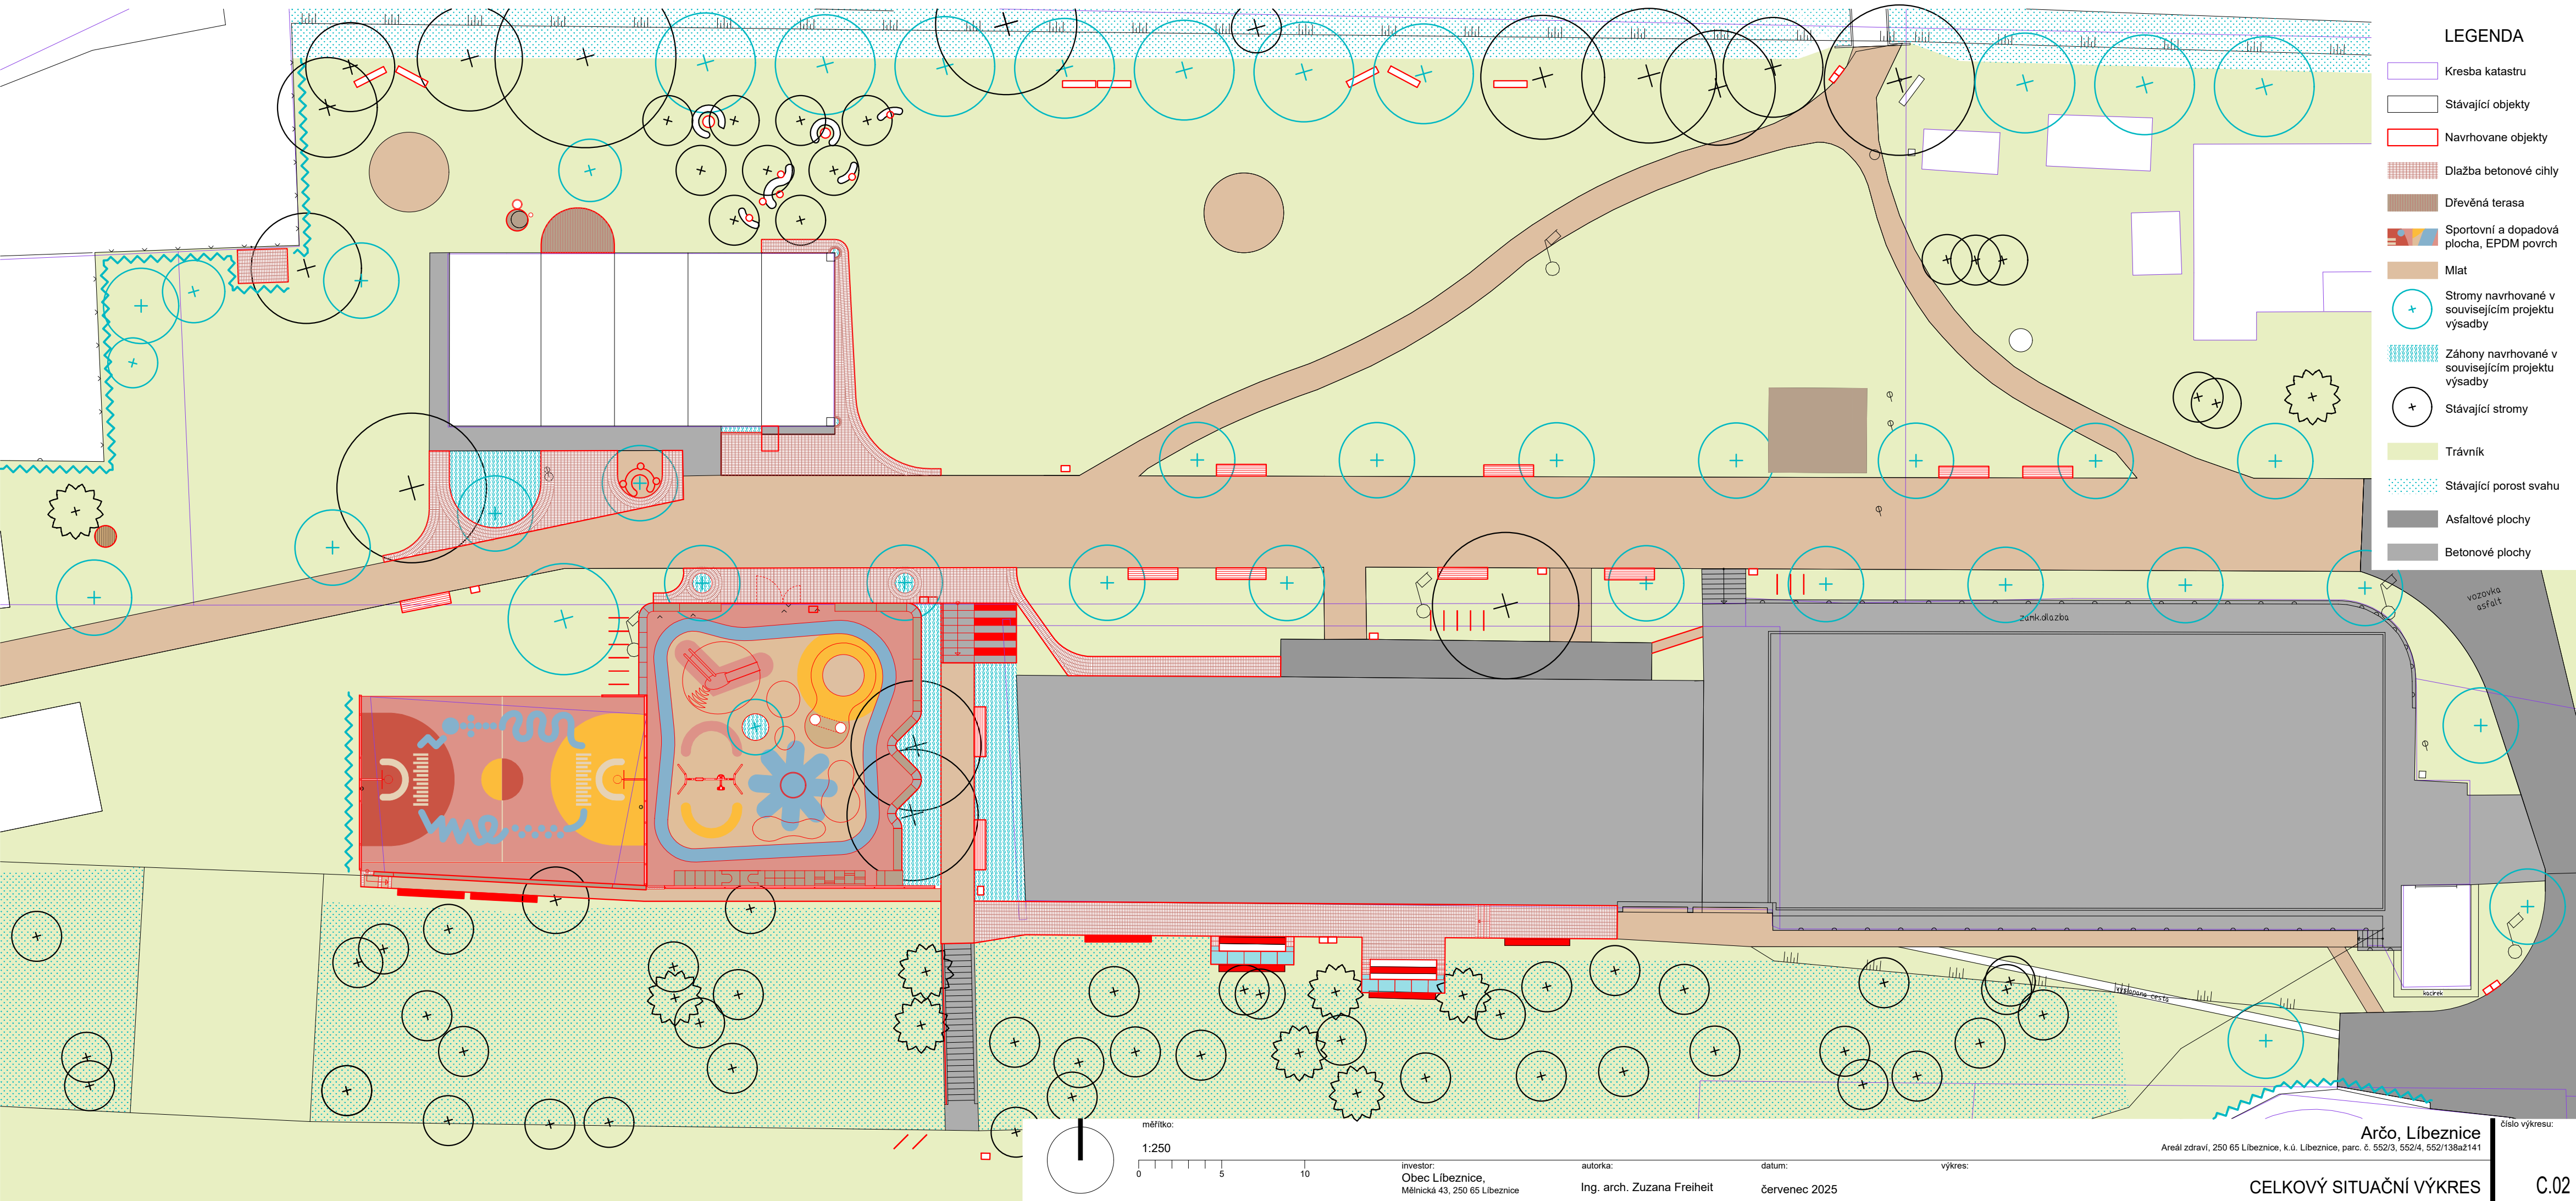 LEGENDA
Kresba katastru
Stávající objekty
Navrhovane objekty
Dlažba betonové cihly
Dřevěná terasa
Sportovní a dopadová
plocha, EPDM povrch
Mlat
Stromy navrhované v
souvisejícím projektu
výsadby
Záhony navrhované v
souvisejícím projektu
výsadby
Stávající stromy
Trávník
Stávající porost svahu
Asfaltové plochy
Betonové plochy
vozovka
asfalt
zámk.dlazba
kacirek
měřítko:
1:250
0 5 10
investor:
Obec Líbeznice,
Mělnická 43, 250 65 Líbeznice
autorka:
Ing. arch. Zuzana Freiheit
datum:
červenec 2025
výkres:
Arčo, Líbeznice
Areál zdraví, 250 65 Líbeznice, k.ú. Líbeznice, parc. č. 552/3, 552/4, 552/138až141
CELKOVÝ SITUAČNÍ VÝKRES
číslo výkresu:
C.02